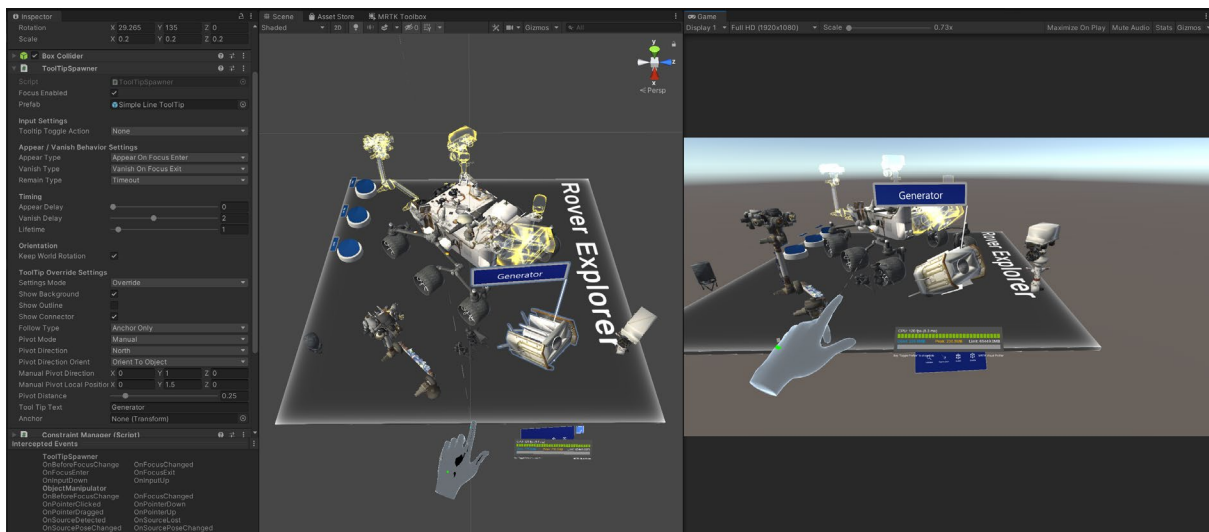 Inspector
Rotation X 29.265 Y 135 Z 0
Scale X 0.2 Y 0.2 Z 0.2
Box Collider
ToolTipSpawner
Script ToolTipSpawner
Focus Enabled
Prefab Simple Line ToolTip
Input Settings
Tooltip Toggle Action None
Appear / Vanish Behavior Settings
Appear Type Appear On Focus Enter
Vanish Type Vanish On Focus Exit
Remain Type Timeout
Timing
Appear Delay 0
Vanish Delay 2
Lifetime 1
Orientation
Keep World Rotation
ToolTip Override Settings
Settings Mode Override
Show Background
Show Outline
Show Connector
Follow Type Anchor Only
Pivot Mode Manual
Pivot Direction North
Pivot Direction Orient Orient To Object
Manual Pivot Direction X 0 Y 1 Z 0
Manual Pivot Local Position X 0 Y 1.5 Z 0
Pivot Distance 0.25
Tool Tip Text Generator
Anchor None (Transform)
Constraint Manager (Script)
Intercepted Events
ToolTipSpawner
OnBeforeFocusChange OnFocusChanged
OnFocusEnter OnFocusExit
OnInputDown OnInputUp
ObjectManipulator
OnBeforeFocusChange OnFocusChanged
OnPointerClicked OnPointerDown
OnPointerDragged OnPointerUp
OnSourceDetected OnSourceLost
OnSourcePoseChanged OnSourcePoseChanged
Scene Asset Store MRTK Toolbox
Shaded 2D 0 Gizmos All
y
z
x
Persp
Rover Explorer
Generator
Game
Display 1 Full HD (1920x1080) Scale 0.73x Maximize On Play Mute Audio Stats Gizmos
Generator
Rover Explorer